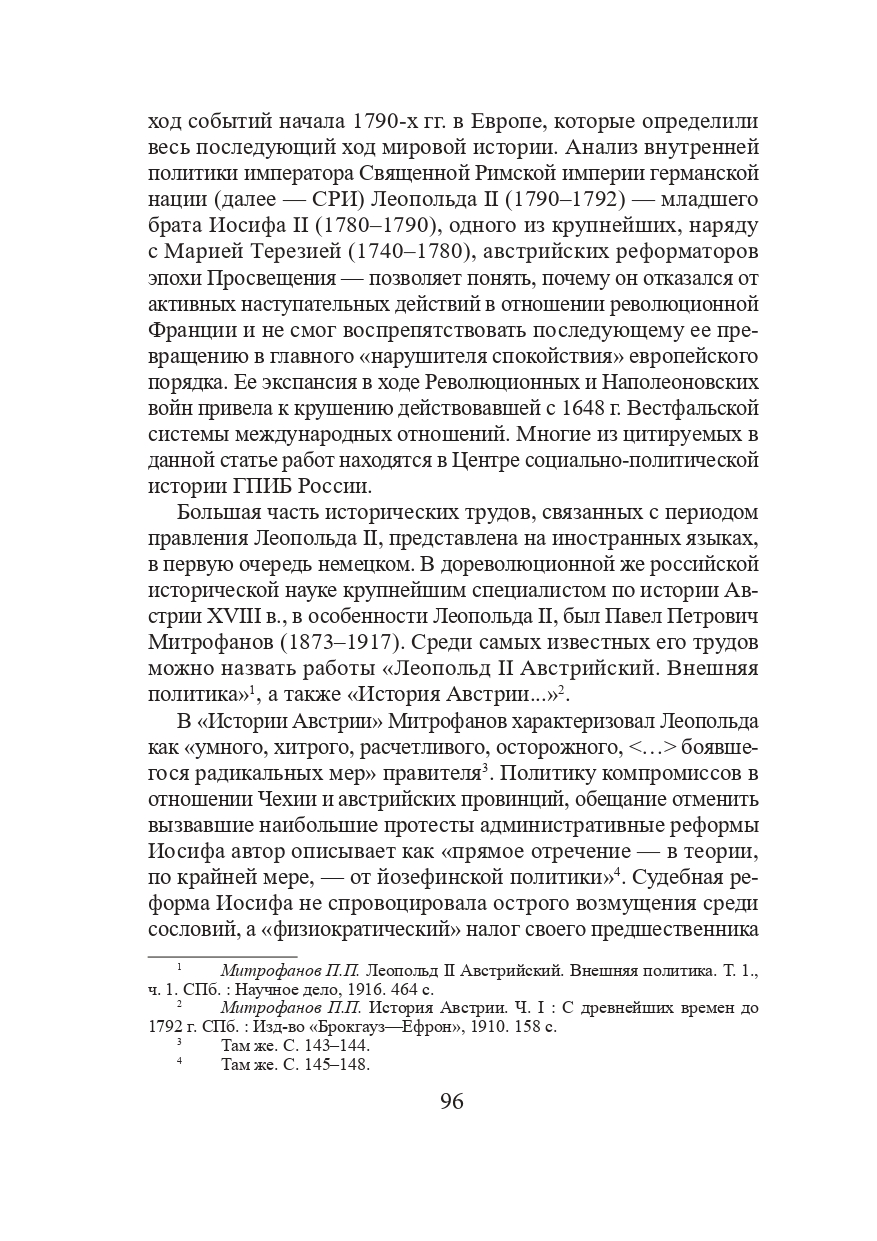 ход событий начала 1790-х гг. в Европе, которые определили
весь последующий ход мировой истории. Анализ внутренней
политики императора Священной Римской империи германской
нации (далее — СРИ) Леопольда II (1790–1792) — младшего
брата Иосифа II (1780–1790), одного из крупнейших, наряду
с Марией Терезией (1740–1780), австрийских реформаторов
эпохи Просвещения — позволяет понять, почему он отказался от
активных наступательных действий в отношении революционной
Франции и не смог воспрепятствовать последующему ее пре-
вращению в главного «нарушителя спокойствия» европейского
порядка. Ее экспансия в ходе Революционных и Наполеоновских
войн привела к крушению действовавшей с 1648 г. Вестфальской
системы международных отношений. Многие из цитируемых в
данной статье работ находятся в Центре социально-политической
истории ГПИБ России.
Большая часть исторических трудов, связанных с периодом
правления Леопольда II, представлена на иностранных языках,
в первую очередь немецком. В дореволюционной же российской
исторической науке крупнейшим специалистом по истории Ав-
стрии XVIII в., в особенности Леопольда II, был Павел Петрович
Митрофанов (1873–1917). Среди самых известных его трудов
можно назвать работы «Леопольд II Австрийский. Внешняя
политика»1, а также «История Австрии...»2.
В «Истории Австрии» Митрофанов характеризовал Леопольда
как «умного, хитрого, расчетливого, осторожного, <…> боявше-
гося радикальных мер» правителя3. Политику компромиссов в
отношении Чехии и австрийских провинций, обещание отменить
вызвавшие наибольшие протесты административные реформы
Иосифа автор описывает как «прямое отречение — в теории,
по крайней мере, — от йозефинской политики»4. Судебная ре-
форма Иосифа не спровоцировала острого возмущения среди
сословий, а «физиократический» налог своего предшественника
1 Митрофанов П.П. Леопольд II Австрийский. Внешняя политика. Т. 1.,
ч. 1. СПб. : Научное дело, 1916. 464 с.
2 Митрофанов П.П. История Австрии. Ч. I : С древнейших времен до
1792 г. СПб. : Изд-во «Брокгауз—Ефрон», 1910. 158 с.
3 Там же. С. 143–144.
4 Там же. С. 145–148.
96